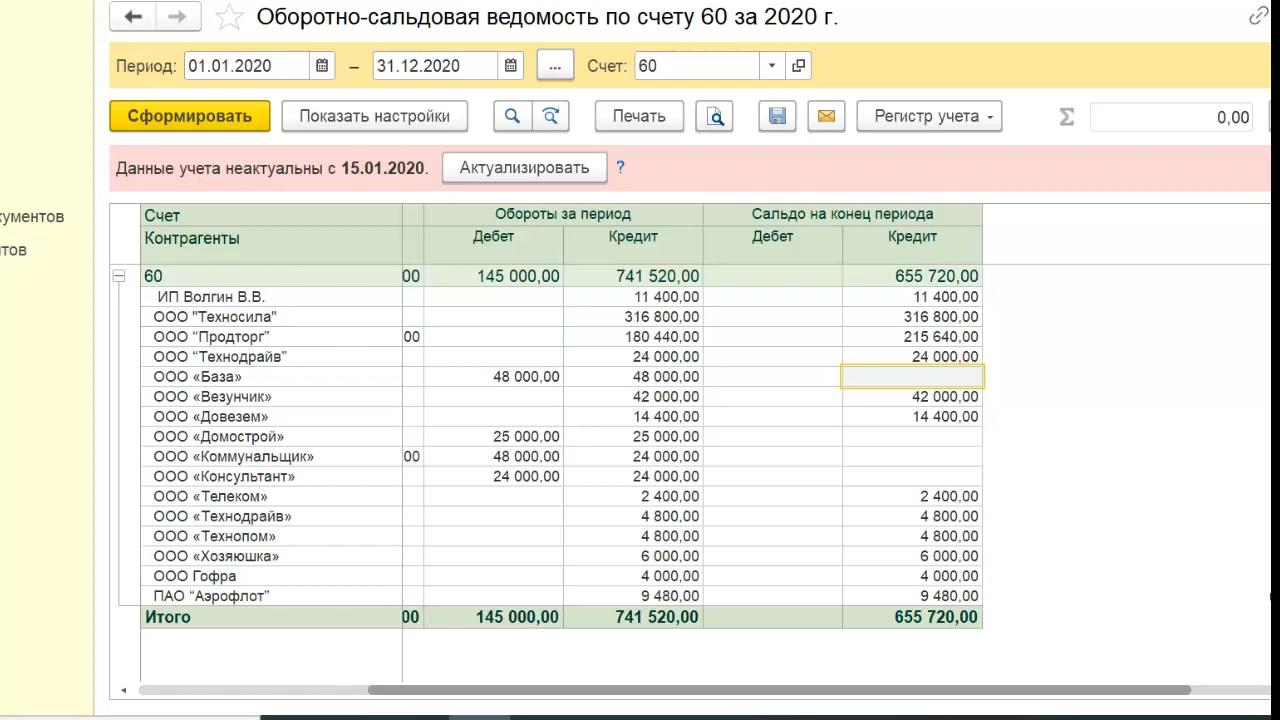 Оборотно-сальдовая ведомость по счету 60 за 2020 г.
Период: 01.01.2020 – 31.12.2020 ... Счет: 60
Сформировать Показать настройки Печать Регистр учета Σ 0,00
Данные учета неактуальны с 15.01.2020. Актуализировать ?
кументов
тов
Счет Обороты за период Сальдо на конец периода
Контрагенты Дебет Кредит Дебет Кредит
60 00 145 000,00 741 520,00 655 720,00
ИП Волгин В.В. 11 400,00 11 400,00
ООО "Техносила" 316 800,00 316 800,00
ООО “Продторг” 00 180 440,00 215 640,00
ООО “Технодрайв” 24 000,00 24 000,00
ООО «База» 48 000,00 48 000,00
ООО «Везунчик» 42 000,00 42 000,00
ООО «Довезем» 14 400,00 14 400,00
ООО «Домострой» 25 000,00 25 000,00
ООО «Коммунальщик» 00 48 000,00 24 000,00
ООО «Консультант» 24 000,00 24 000,00
ООО «Телеком» 2 400,00 2 400,00
ООО «Технодрайв» 4 800,00 4 800,00
ООО «Технопом» 4 800,00 4 800,00
ООО «Хозяюшка» 6 000,00 6 000,00
ООО Гофра 4 000,00 4 000,00
ПАО “Аэрофлот” 9 480,00 9 480,00
Итого 00 145 000,00 741 520,00 655 720,00